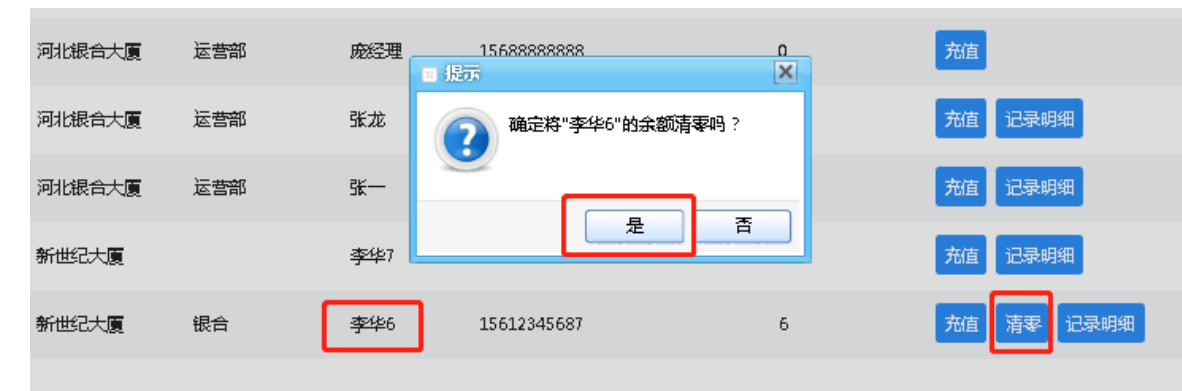 河北银合大厦 运营部 庞经理 15688888888 0 充值
提示
河北银合大厦 运营部 张龙 充值 记录明细
确定将"李华6"的余额清零吗？
河北银合大厦 运营部 张一 充值 记录明细
是 否
新世纪大厦 李华7 充值 记录明细
新世纪大厦 银合 李华6 15612345687 6 充值 清零 记录明细